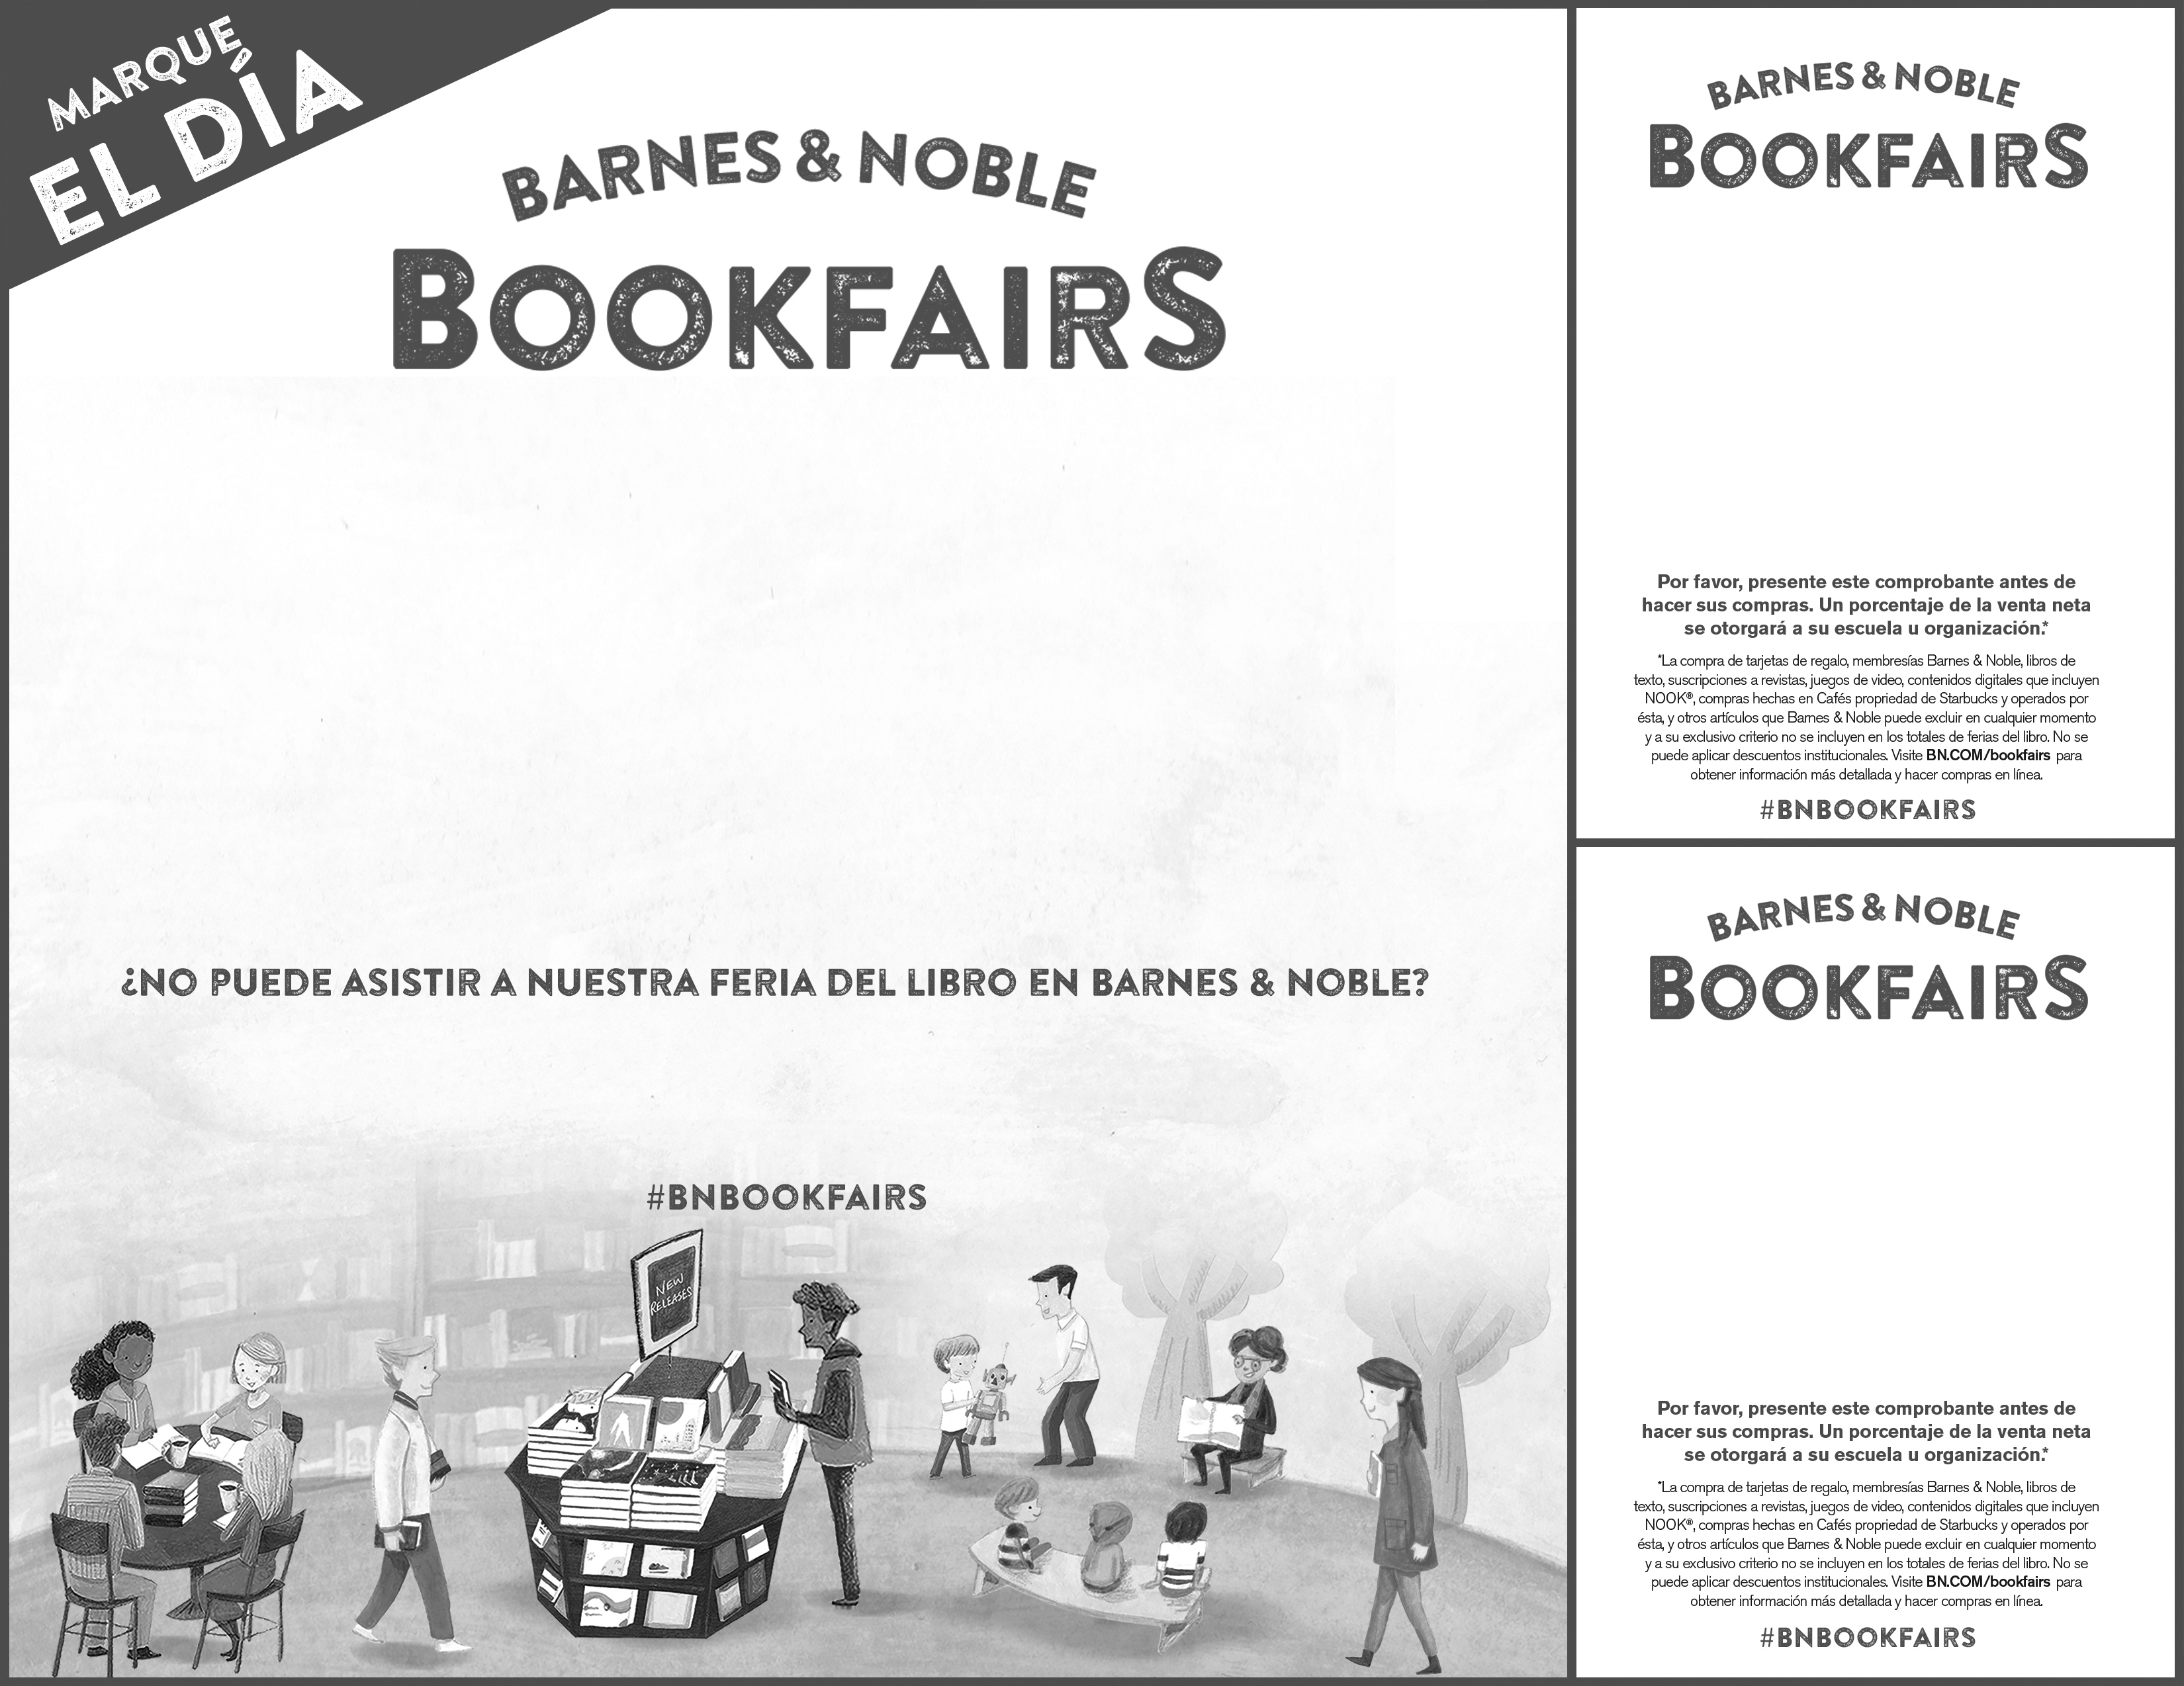 MARQUE
EL DÍA
BARNES & NOBLE
BOOKFAIRS
¿NO PUEDE ASISTIR A NUESTRA FERIA DEL LIBRO EN BARNES & NOBLE?
#BNBOOKFAIRS
NEW
RELEASES
BARNES & NOBLE
BOOKFAIRS
Por favor, presente este comprobante antes de
hacer sus compras. Un porcentaje de la venta neta
se otorgará a su escuela u organización.*
*La compra de tarjetas de regalo, membresías Barnes & Noble, libros de
texto, suscripciones a revistas, juegos de video, contenidos digitales que incluyen
NOOK®, compras hechas en Cafés propriedad de Starbucks y operados por
ésta, y otros artículos que Barnes & Noble puede excluir en cualquier momento
y a su exclusivo criterio no se incluyen en los totales de ferias del libro. No se
puede aplicar descuentos institucionales. Visite BN.COM/bookfairs para
obtener información más detallada y hacer compras en línea.
#BNBOOKFAIRS
BARNES & NOBLE
BOOKFAIRS
Por favor, presente este comprobante antes de
hacer sus compras. Un porcentaje de la venta neta
se otorgará a su escuela u organización.*
*La compra de tarjetas de regalo, membresías Barnes & Noble, libros de
texto, suscripciones a revistas, juegos de video, contenidos digitales que incluyen
NOOK®, compras hechas en Cafés propriedad de Starbucks y operados por
ésta, y otros artículos que Barnes & Noble puede excluir en cualquier momento
y a su exclusivo criterio no se incluyen en los totales de ferias del libro. No se
puede aplicar descuentos institucionales. Visite BN.COM/bookfairs para
obtener información más detallada y hacer compras en línea.
#BNBOOKFAIRS